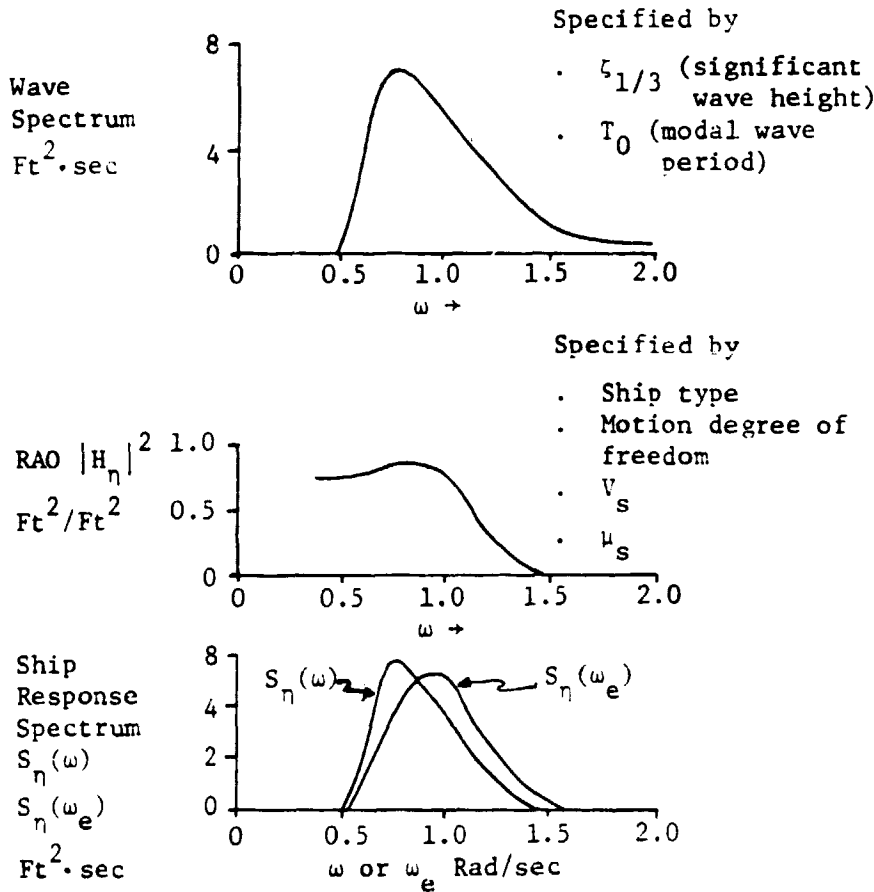 Specified by
Wave
Spectrum
Ft²·sec
8
4
0
· ζ1/3 (significant
wave height)
· T0 (modal wave
period)
0 0.5 1.0 1.5 2.0
ω →
Specified by
RAO |Hη|²
Ft²/Ft²
1.0
0.5
0
· Ship type
· Motion degree of
freedom
· Vs
· μs
0 0.5 1.0 1.5 2.0
ω →
Ship
Response
Spectrum
Sη(ω)
Sη(ωe)
Ft²·sec
8
4
2
0
Sη(ω)
Sη(ωe)
0 0.5 1.0 1.5 2.0
ω or ωe Rad/sec